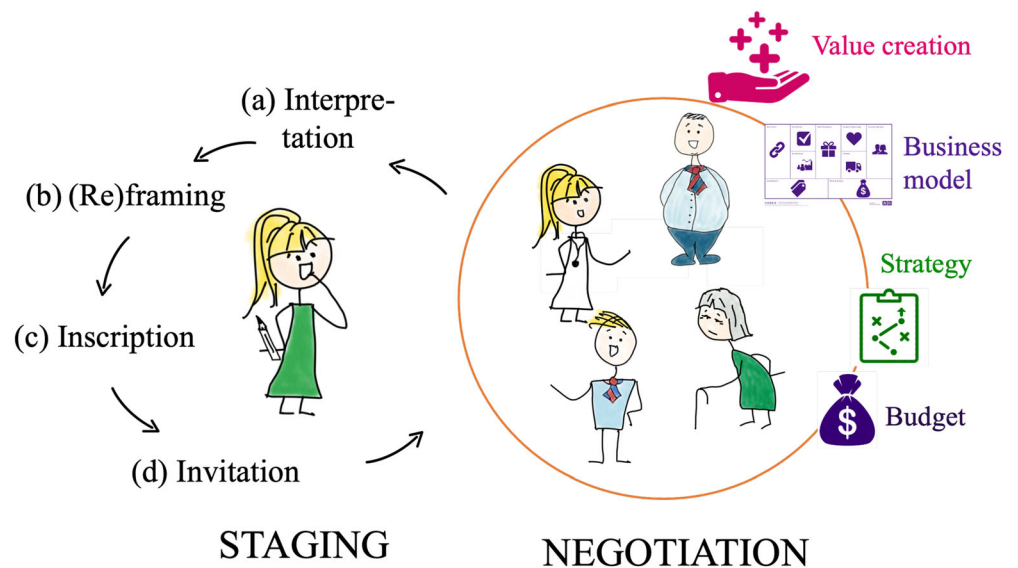 Value creation
(a) Interpre-
tation
Business
model
(b) (Re)framing
Strategy
(c) Inscription
$
$
Budget
(d) Invitation
STAGING
NEGOTIATION